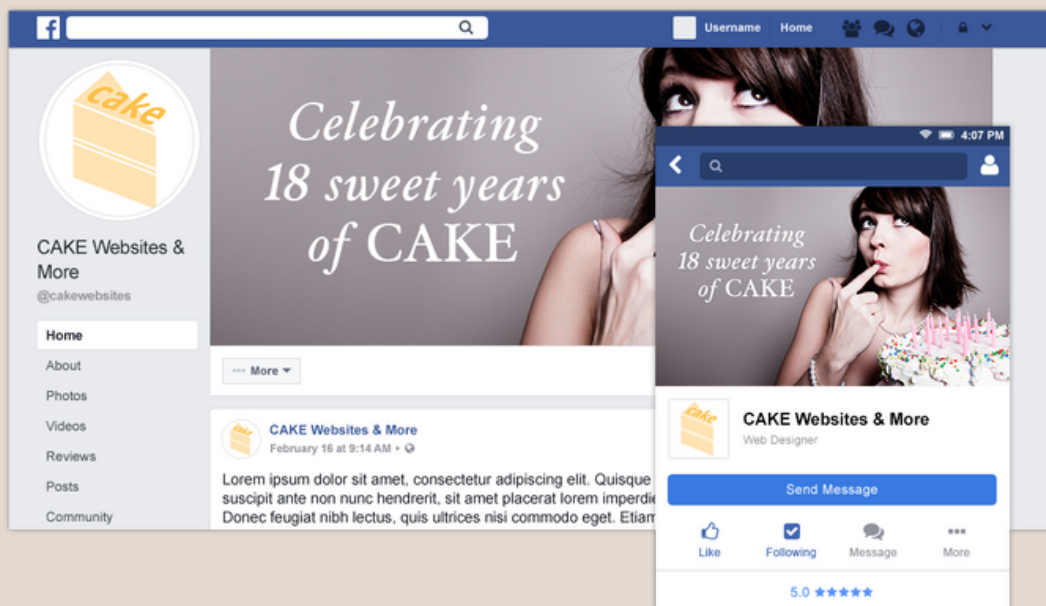 f
Username Home
cake
Celebrating
18 sweet years
of CAKE
CAKE Websites &
More
@cakewebsites
Home
About
Photos
Videos
Reviews
Posts
Community
More
cake
CAKE Websites & More
February 16 at 9:14 AM
Lorem ipsum dolor sit amet, consectetur adipiscing elit. Quisque
suscipit ante non nunc hendrerit, sit amet placerat lorem imperdie
Donec feugiat nibh lectus, quis ultrices nisi commodo eget. Etiam
4:07 PM
Celebrating
18 sweet years
of CAKE
cake
CAKE Websites & More
Web Designer
Send Message
Like Following Message More
5.0 ★★★★★